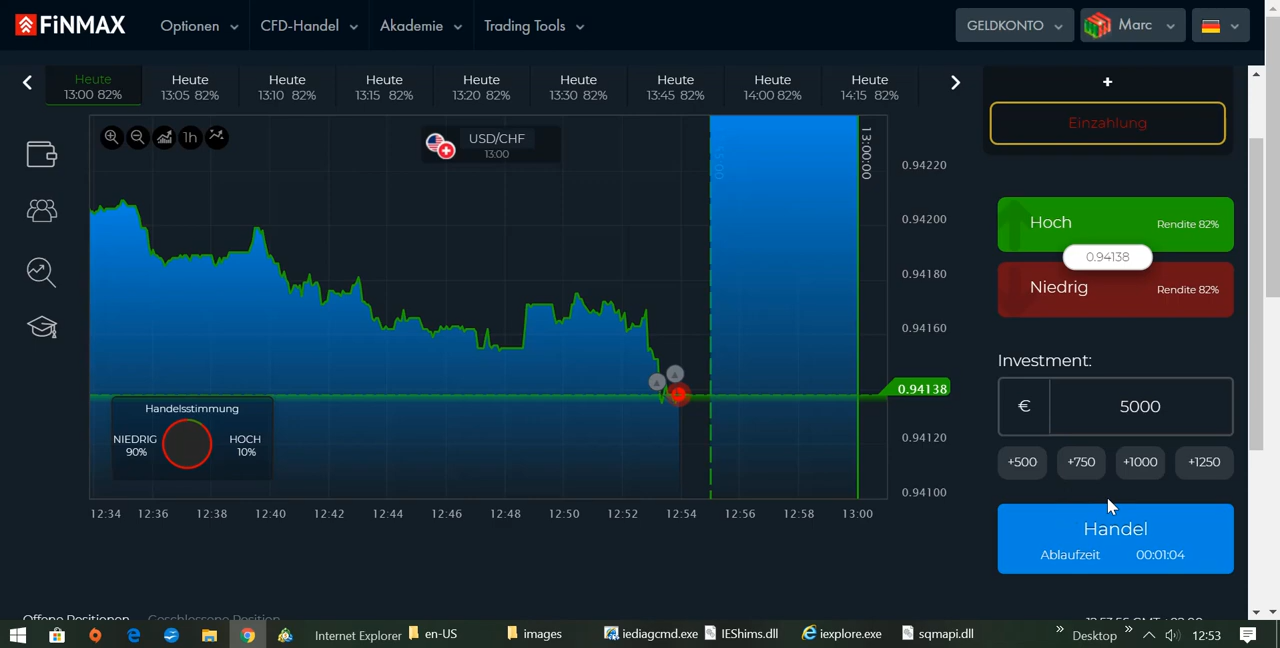 FiNMAX
Optionen
CFD-Handel
Akademie
Trading Tools
GELDKONTO
Marc
Heute
13:00 82%
Heute
13:05 82%
Heute
13:10 82%
Heute
13:15 82%
Heute
13:20 82%
Heute
13:30 82%
Heute
13:45 82%
Heute
14:00 82%
Heute
14:15 82%
+
Einzahlung
1h
USD/CHF
13:00
13:00:00
0.94220
0.94200
0.94180
0.94160
0.94138
0.94120
0.94100
Handelsstimmung
NIEDRIG
90%
HOCH
10%
12:34
12:36
12:38
12:40
12:42
12:44
12:46
12:48
12:50
12:52
12:54
12:56
12:58
13:00
Hoch
Rendite 82%
0.94138
Niedrig
Rendite 82%
Investment:
€
5000
+500
+750
+1000
+1250
Handel
Ablaufzeit 00:01:04
Offene Positionen
Internet Explorer
en-US
images
iediagcmd.exe
IEShims.dll
iexplore.exe
sqmapi.dll
Desktop
12:53